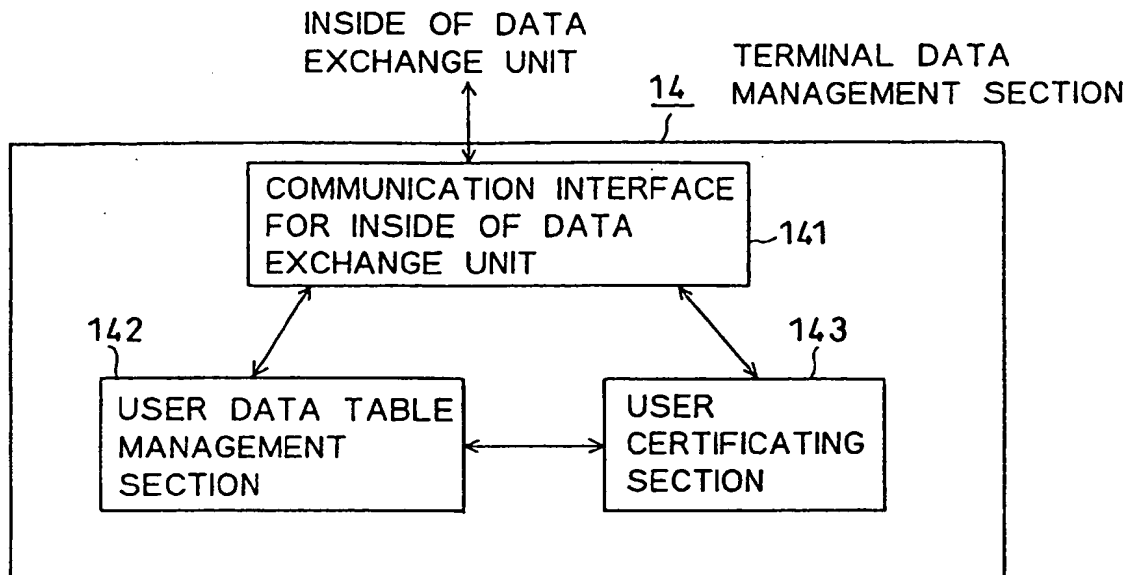 INSIDE OF DATA
EXCHANGE UNIT
TERMINAL DATA
MANAGEMENT SECTION
14
COMMUNICATION INTERFACE
FOR INSIDE OF DATA
EXCHANGE UNIT
141
142
USER DATA TABLE
MANAGEMENT
SECTION
143
USER
CERTIFICATING
SECTION